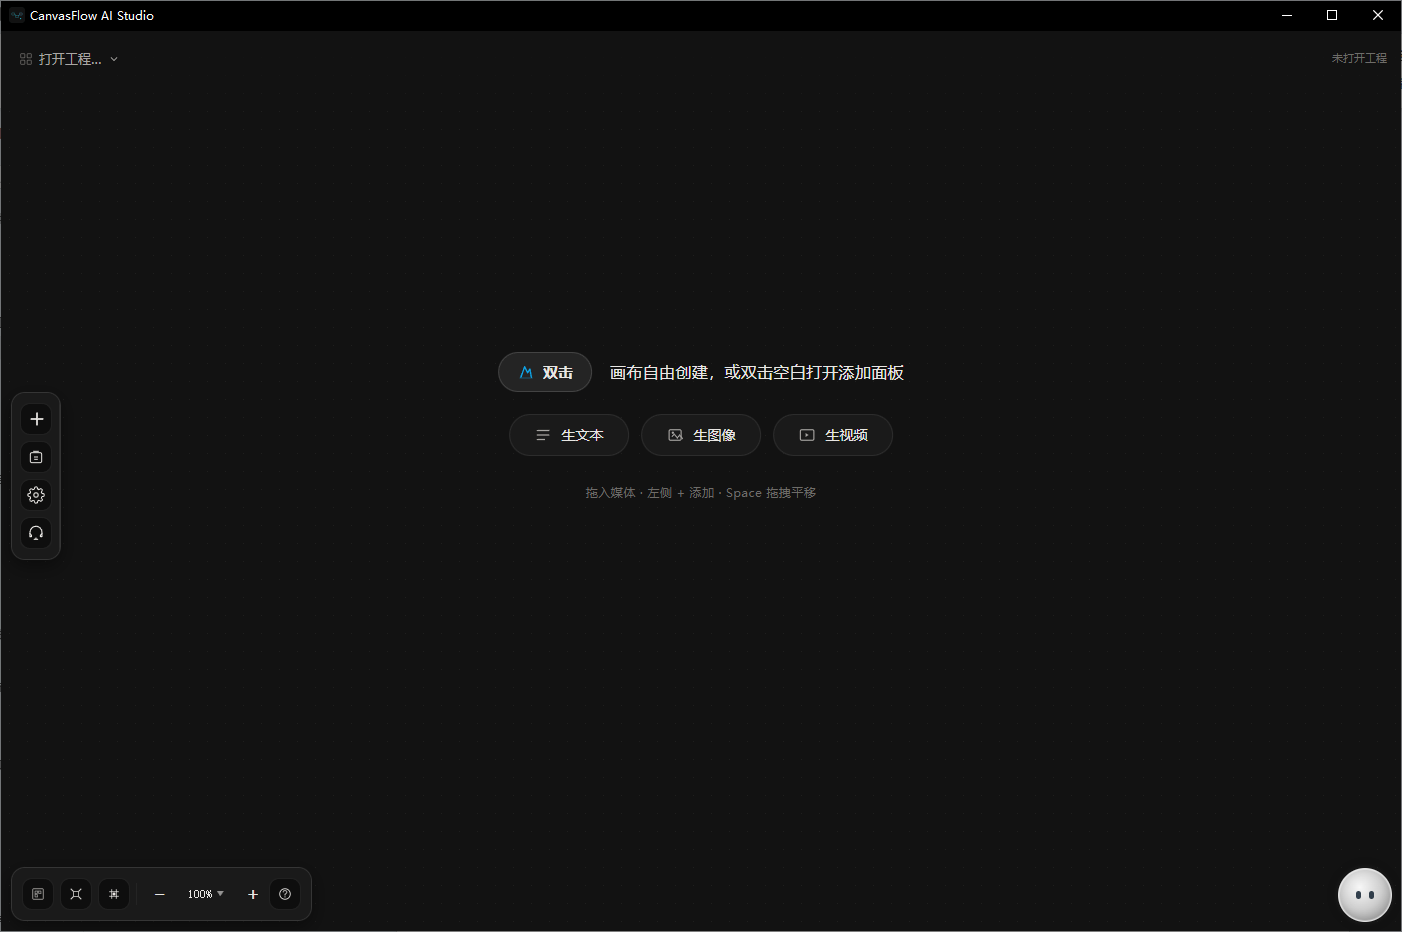 CanvasFlow AI Studio
打开工程...
未打开工程
双击 画布自由创建，或双击空白打开添加面板
生文本 生图像 生视频
拖入媒体 · 左侧 + 添加 · Space 拖拽平移
100%